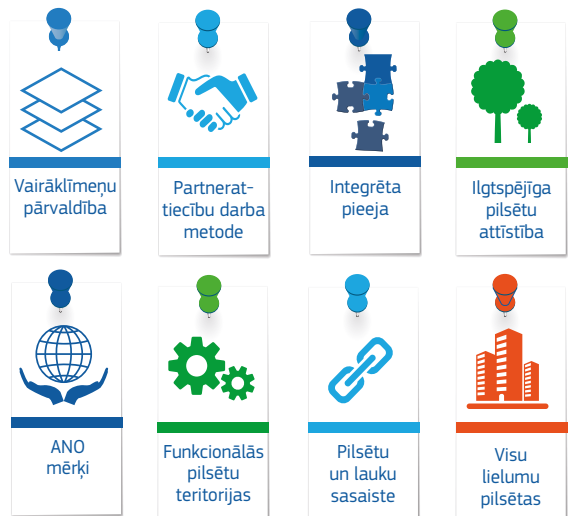 Vairāklīmeņu
pārvaldība
Partnerat-
tiecību darba
metode
Integrēta
pieeja
Ilgtspējīga
pilsētu
attīstība
ANO
mērķi
Funkcionālās
pilsētu
teritorijas
Pilsētu
un lauku
sasaiste
Visu
lielumu
pilsētas